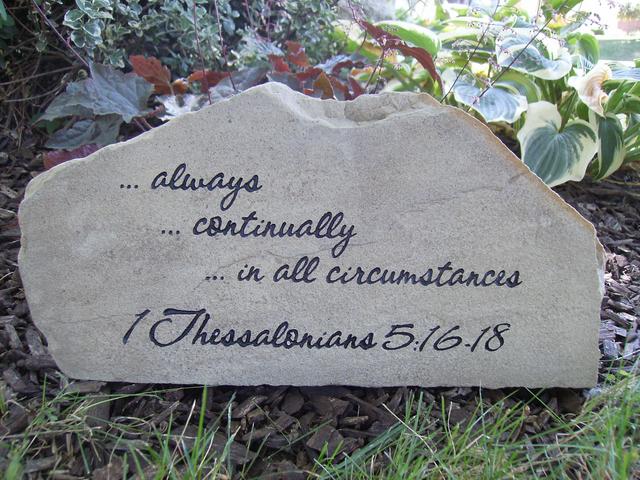 ... always
... continually
... in all circumstances
1 Thessalonians 5:16-18